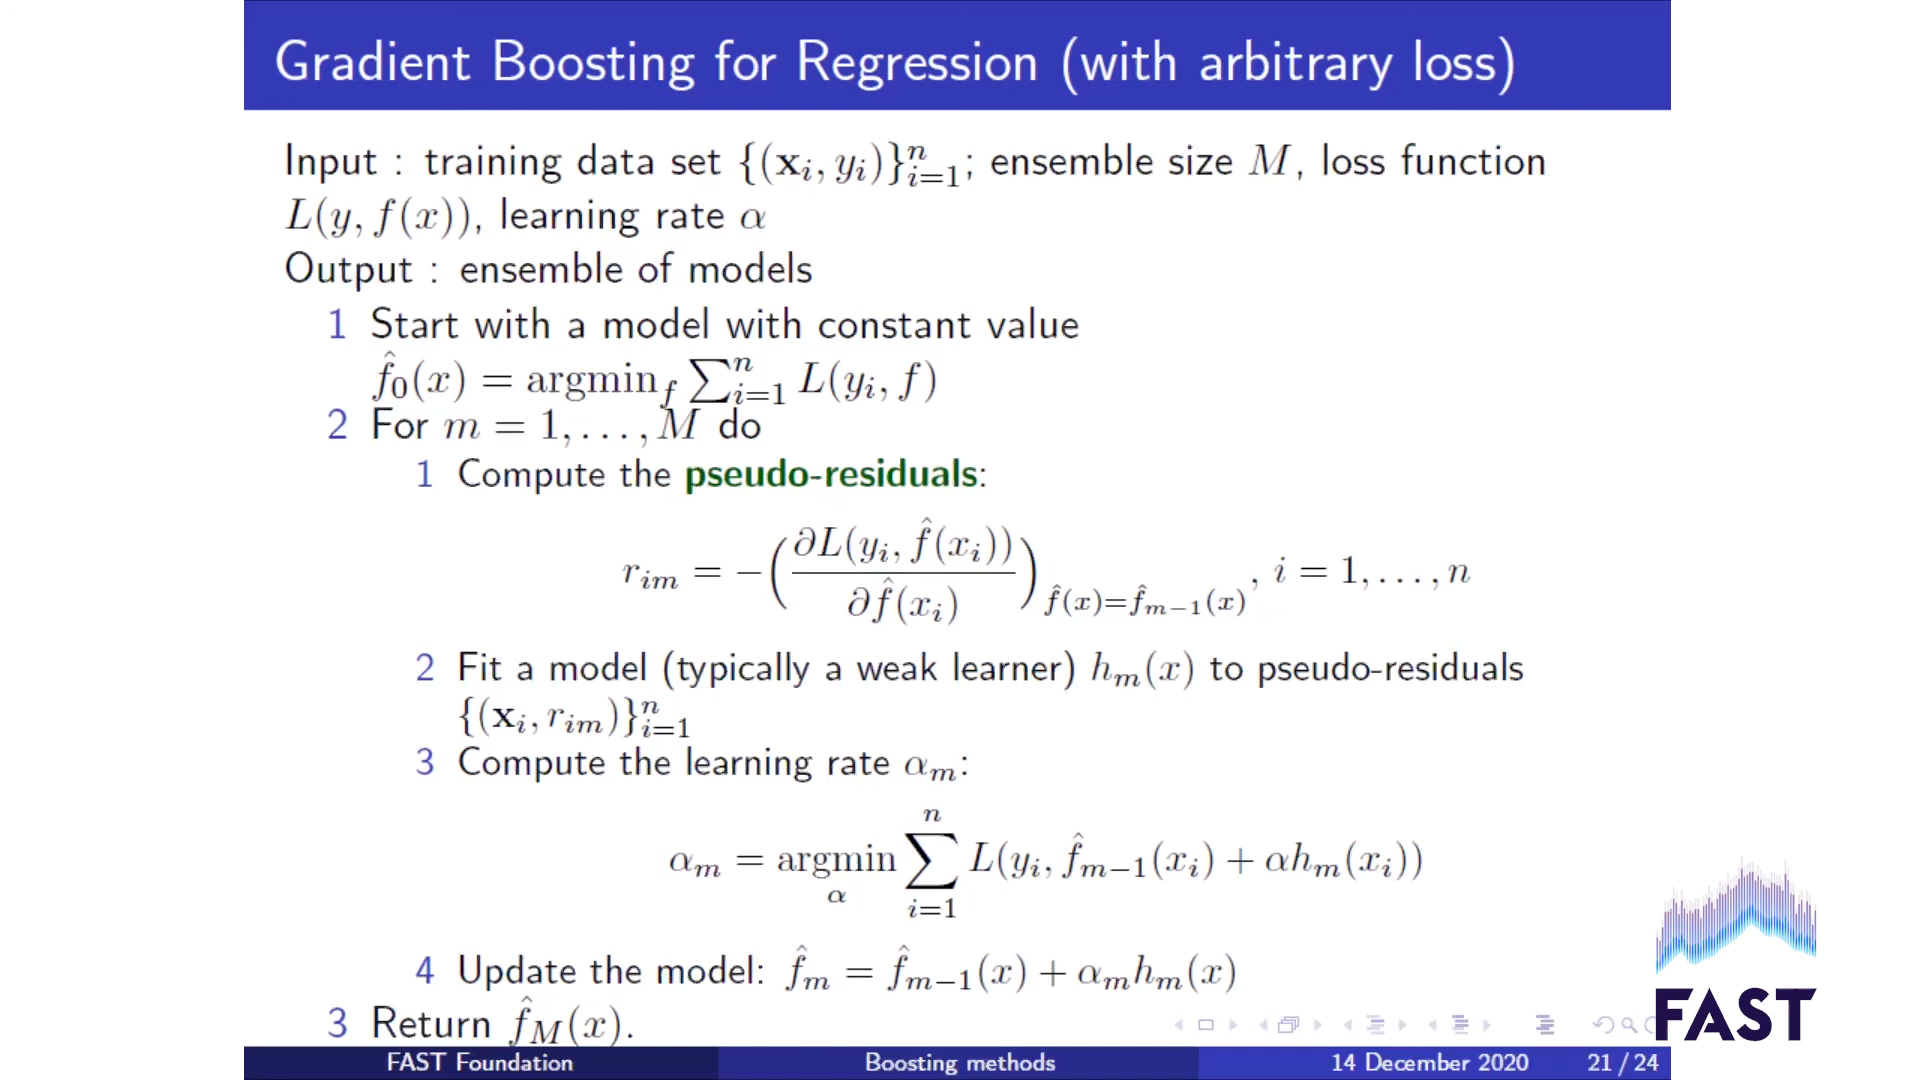 Gradient Boosting for Regression (with arbitrary loss)
Input : training data set {(𝐱ᵢ, yᵢ)}ⁿᵢ₌₁; ensemble size M, loss function
L(y, f(x)), learning rate α
Output : ensemble of models
1 Start with a model with constant value
f̂₀(x) = argmin_f ∑ⁿᵢ₌₁ L(yᵢ, f)
2 For m = 1, . . . , M do
1 Compute the pseudo-residuals:
r_{im} = −(∂L(yᵢ, f̂(xᵢ)) / ∂f̂(xᵢ))_{f̂(x)=f̂_{m−1}(x)}, i = 1, . . . , n
2 Fit a model (typically a weak learner) h_m(x) to pseudo-residuals
{(𝐱ᵢ, r_{im})}ⁿᵢ₌₁
3 Compute the learning rate α_m:
α_m = argmin_α ∑ⁿᵢ₌₁ L(yᵢ, f̂_{m−1}(xᵢ) + αh_m(xᵢ))
4 Update the model: f̂_m = f̂_{m−1}(x) + α_m h_m(x)
3 Return f̂_M(x).
FAST
FAST Foundation Boosting methods 14 December 2020 21 / 24